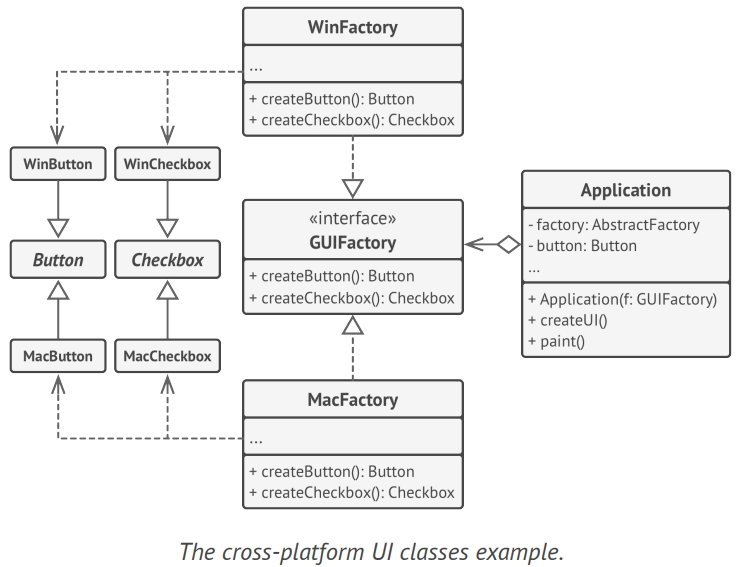 WinFactory
...
+ createButton(): Button
+ createCheckbox(): Checkbox
WinButton
WinCheckbox
Button
Checkbox
MacButton
MacCheckbox
«interface»
GUIFactory
+ createButton(): Button
+ createCheckbox(): Checkbox
Application
- factory: AbstractFactory
- button: Button
...
+ Application(f: GUIFactory)
+ createUI()
+ paint()
MacFactory
...
+ createButton(): Button
+ createCheckbox(): Checkbox
The cross-platform UI classes example.